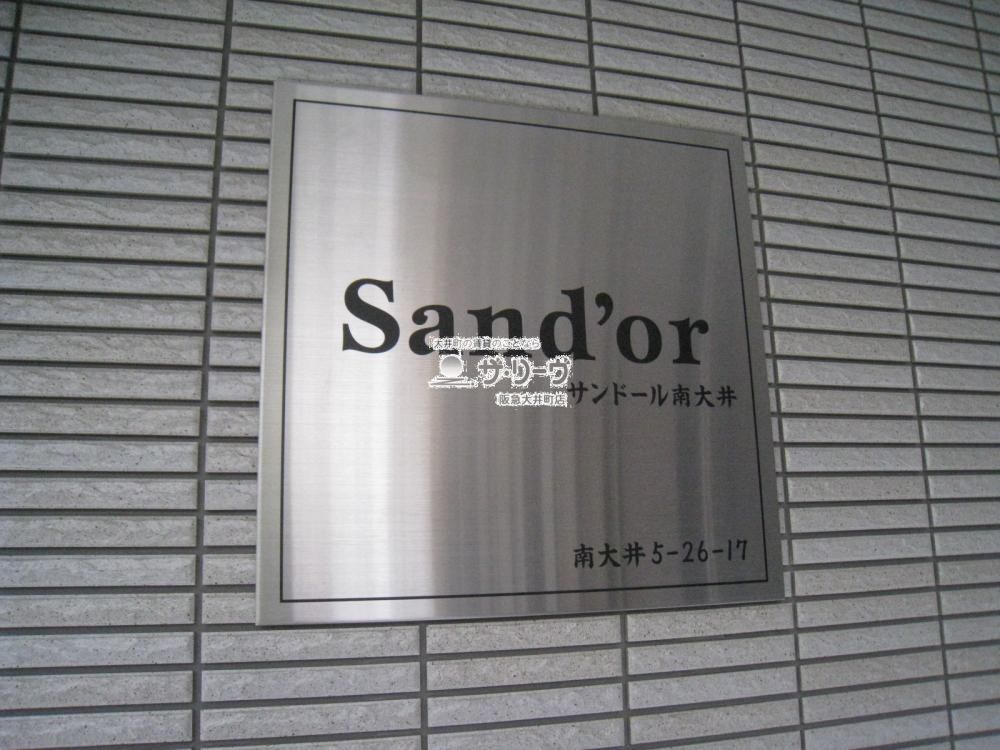 Sand'or
大井町の賃貸のことなら
ザ・リーヴ
阪急大井町店
サンドール南大井
南大井5-26-17